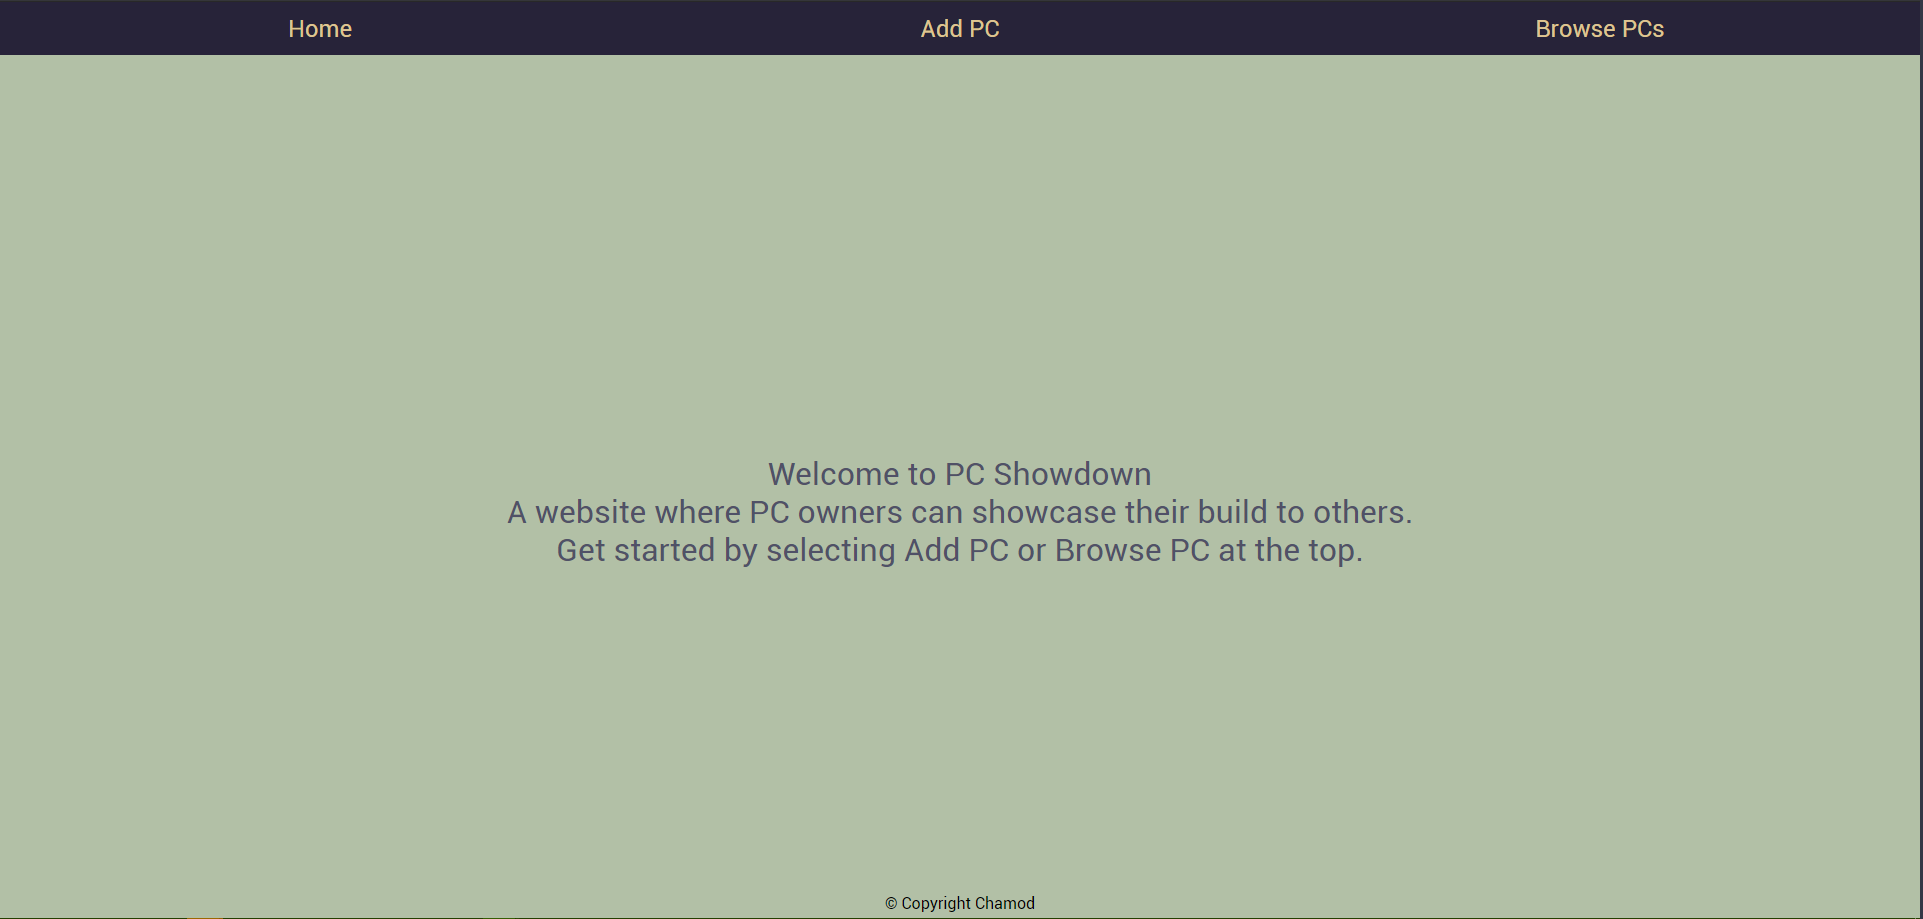 Home
Add PC
Browse PCs
Welcome to PC Showdown
A website where PC owners can showcase their build to others.
Get started by selecting Add PC or Browse PC at the top.
© Copyright Chamod